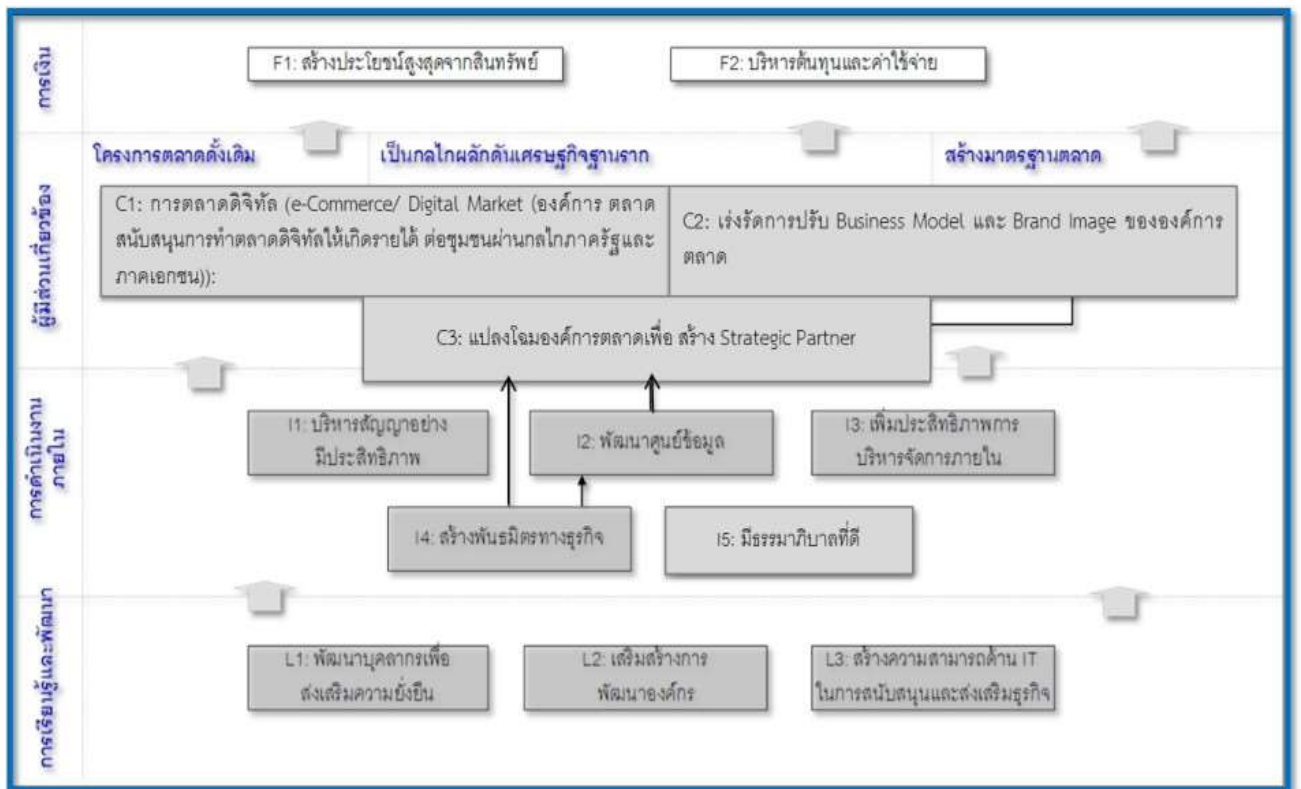 การเงิน
F1: สร้างประโยชน์สูงสุดจากสินทรัพย์
F2: บริหารต้นทุนและค่าใช้จ่าย
ผู้มีส่วนเกี่ยวข้อง
โครงการตลาดดั้งเดิม
เป็นกลไกผลักดันเศรษฐกิจฐานราก
สร้างมาตรฐานตลาด
C1: การตลาดดิจิทัล (e-Commerce/ Digital Market (องค์การ ตลาด
สนับสนุนการทำตลาดดิจิทัลให้เกิดรายได้ ต่อชุมชนผ่านกลไกภาครัฐและ
ภาคเอกชน)):
C2: เร่งรัดการปรับ Business Model และ Brand Image ขององค์การ
ตลาด
C3: แปลงโฉมองค์การตลาดเพื่อ สร้าง Strategic Partner
การดำเนินงาน
ภายใน
I1: บริหารสัญญาอย่าง
มีประสิทธิภาพ
I2: พัฒนาศูนย์ข้อมูล
I3: เพิ่มประสิทธิภาพการ
บริหารจัดการภายใน
I4: สร้างพันธมิตรทางธุรกิจ
I5: มีธรรมาภิบาลที่ดี
การเรียนรู้และพัฒนา
L1: พัฒนาบุคลากรเพื่อ
ส่งเสริมความยั่งยืน
L2: เสริมสร้างการ
พัฒนาองค์กร
L3: สร้างความสามารถด้าน IT
ในการสนับสนุนและส่งเสริมธุรกิจ